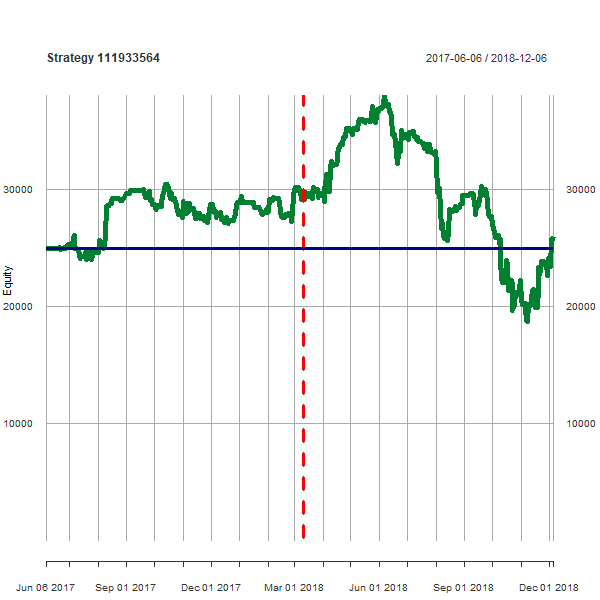 Strategy 111933564 2017-06-06 / 2018-12-06
30000 30000
Equity
20000 20000
10000 10000
Jun 06 2017 Sep 01 2017 Dec 01 2017 Mar 01 2018 Jun 01 2018 Sep 01 2018 Dec 01 2018